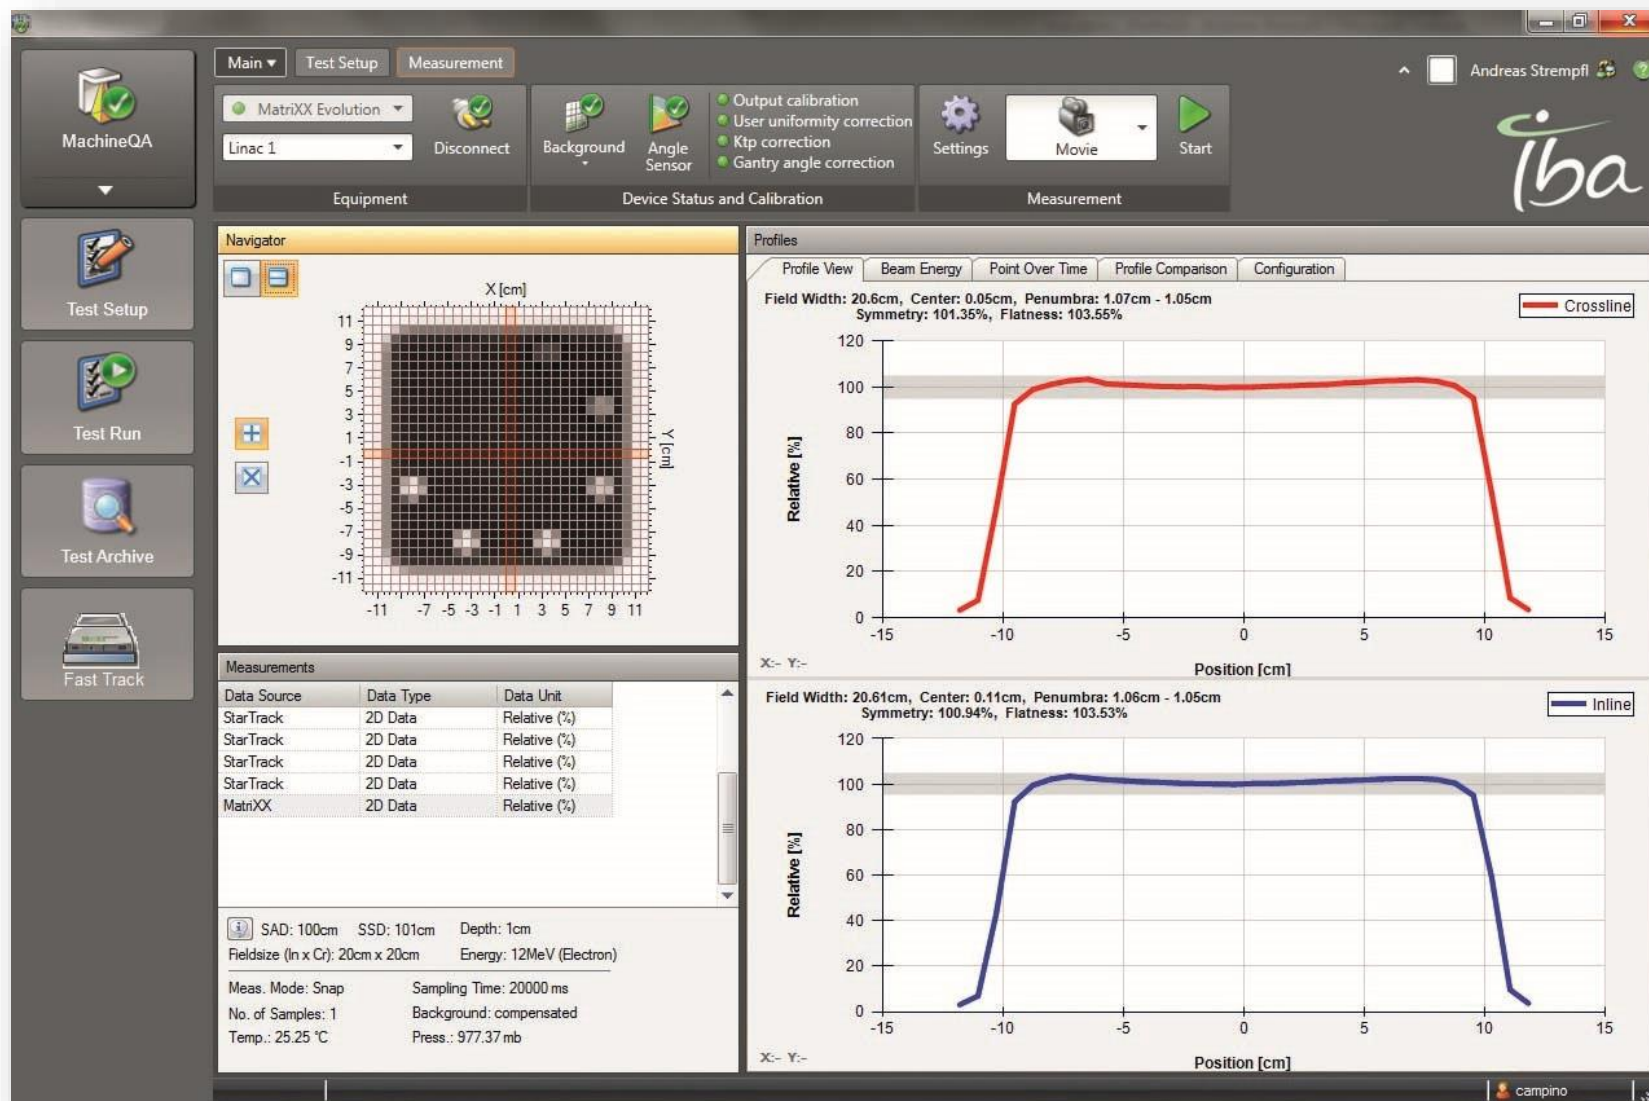 Main
Test Setup
Measurement
Andreas Strempfl
MachineQA
MatriXX Evolution
Linac 1
Disconnect
Equipment
Background
Angle
Sensor
Output calibration
User uniformity correction
Ktp correction
Gantry angle correction
Device Status and Calibration
Settings
Movie
Start
Measurement
iba
Test Setup
Test Run
Test Archive
Fast Track
Navigator
X [cm]
11
9
7
5
3
1
-1
-3
-5
-7
-9
-11
Y [cm]
-11 -7 -5 -3 -1 1 3 5 7 9 11
Measurements
Data Source Data Type Data Unit
StarTrack 2D Data Relative (%)
StarTrack 2D Data Relative (%)
StarTrack 2D Data Relative (%)
StarTrack 2D Data Relative (%)
MatriXX 2D Data Relative (%)
SAD: 100cm SSD: 101cm Depth: 1cm
Fieldsize (In x Cr): 20cm x 20cm Energy: 12MeV (Electron)
Meas. Mode: Snap Sampling Time: 20000 ms
No. of Samples: 1 Background: compensated
Temp.: 25.25 °C Press.: 977.37 mb
Profiles
Profile View Beam Energy Point Over Time Profile Comparison Configuration
Field Width: 20.6cm, Center: 0.05cm, Penumbra: 1.07cm - 1.05cm
Symmetry: 101.35%, Flatness: 103.55%
Crossline
120
100
80
60
40
20
0
Relative [%]
-15 -10 -5 0 5 10 15
X:- Y:-
Position [cm]
Field Width: 20.61cm, Center: 0.11cm, Penumbra: 1.06cm - 1.05cm
Symmetry: 100.94%, Flatness: 103.53%
Inline
120
100
80
60
40
20
0
Relative [%]
-15 -10 -5 0 5 10 15
X:- Y:-
Position [cm]
campino